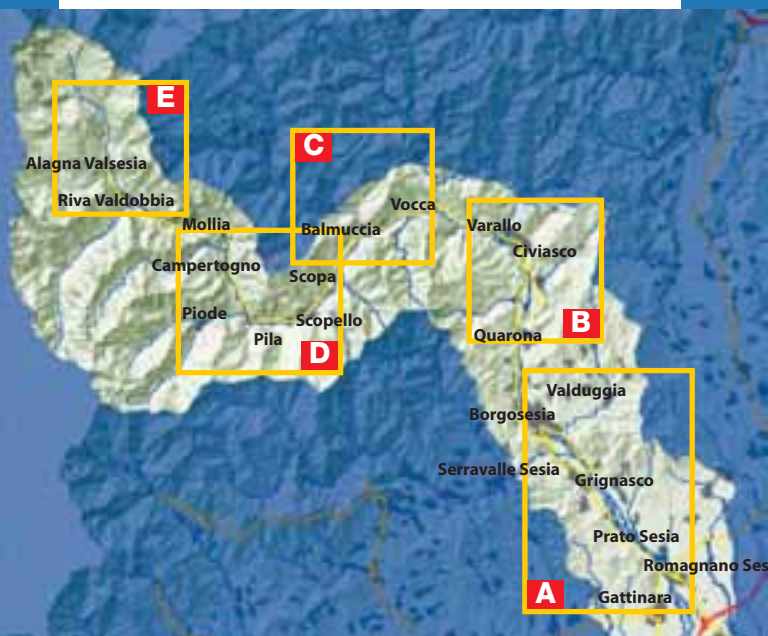 E
C
Alagna Valsesia
Riva Valdobbia
Vocca
Mollia
Balmuccia
Varallo
Civiasco
Campertogno
Scopa
Piode
Scopello
B
Pila
Quarona
D
Valduggia
Borgosesia
Serravalle Sesia
Grignasco
Prato Sesia
Romagnano Ses
A
Gattinara